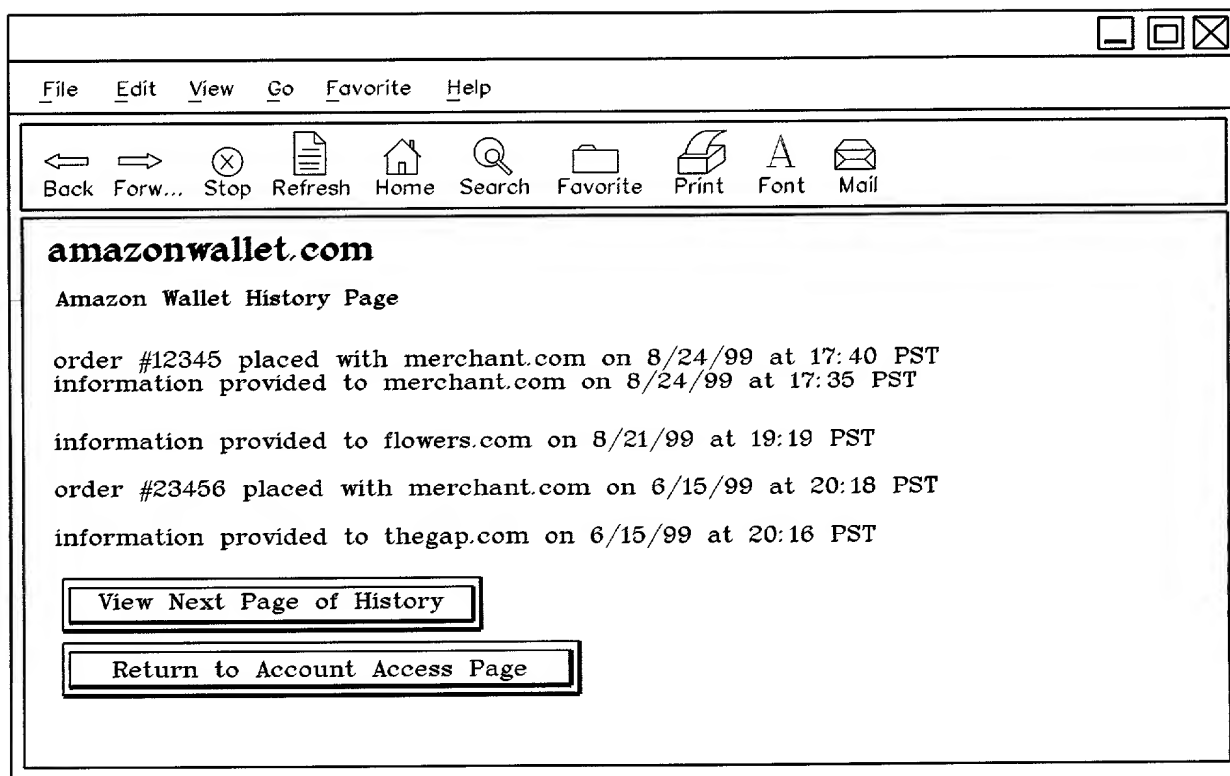 File Edit View Go Favorite Help
Back Forw... Stop Refresh Home Search Favorite Print Font Mail
amazonwallet.com
Amazon Wallet History Page
order #12345 placed with merchant.com on 8/24/99 at 17:40 PST
information provided to merchant.com on 8/24/99 at 17:35 PST
information provided to flowers.com on 8/21/99 at 19:19 PST
order #23456 placed with merchant.com on 6/15/99 at 20:18 PST
information provided to thegap.com on 6/15/99 at 20:16 PST
View Next Page of History
Return to Account Access Page